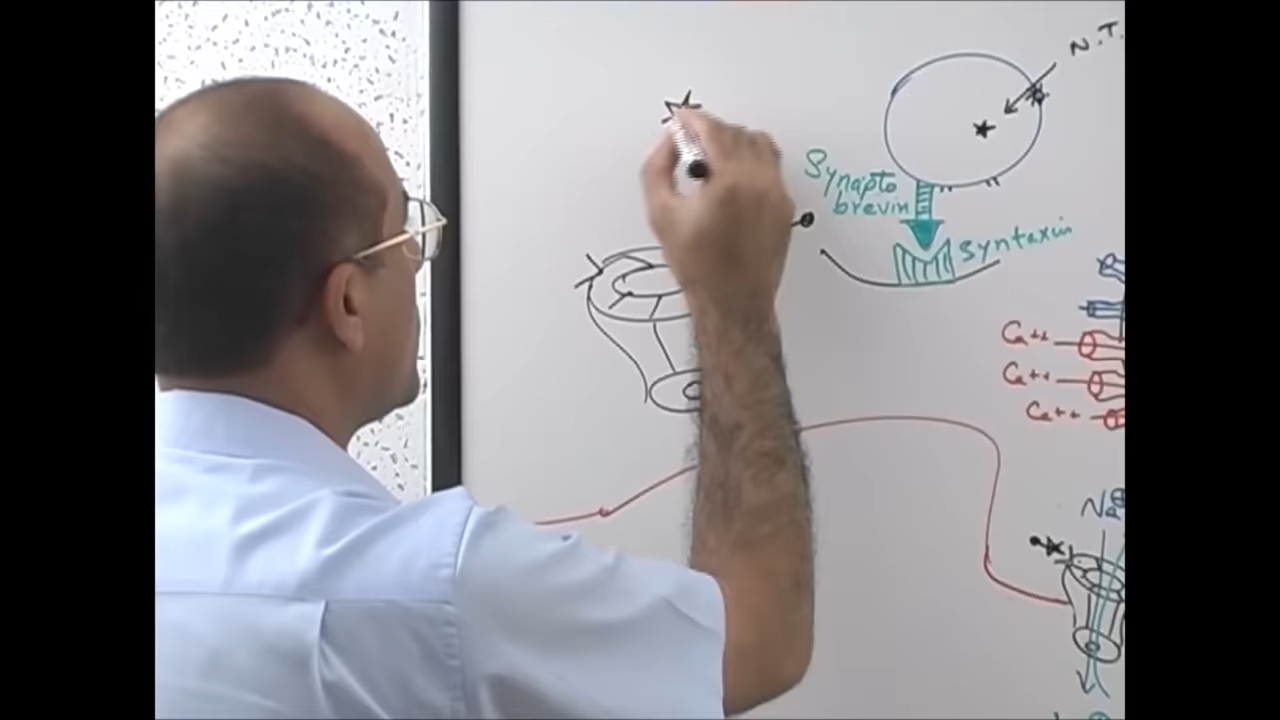 N.T.
Synapto
brevin
Syntaxin
Ca++
Ca++
Ca++
Na